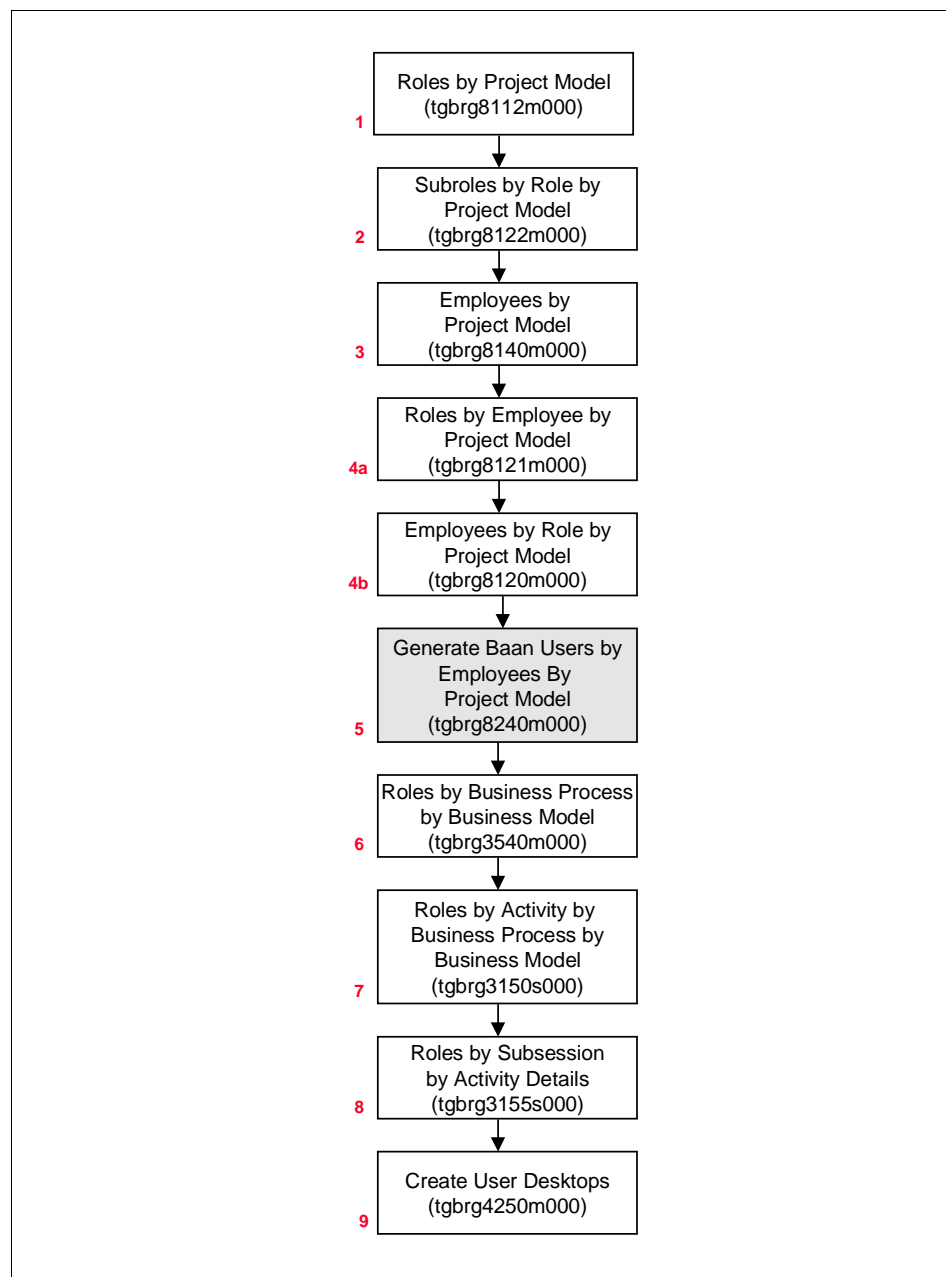 Roles by Project Model
(tgbrg8112m000)
1
Subroles by Role by
Project Model
(tgbrg8122m000)
2
Employees by
Project Model
(tgbrg8140m000)
3
Roles by Employee by
Project Model
(tgbrg8121m000)
4a
Employees by Role by
Project Model
(tgbrg8120m000)
4b
Generate Baan Users by
Employees By
Project Model
(tgbrg8240m000)
5
Roles by Business Process
by Business Model
(tgbrg3540m000)
6
Roles by Activity by
Business Process by
Business Model
(tgbrg3150s000)
7
Roles by Subsession
by Activity Details
(tgbrg3155s000)
8
Create User Desktops
(tgbrg4250m000)
9